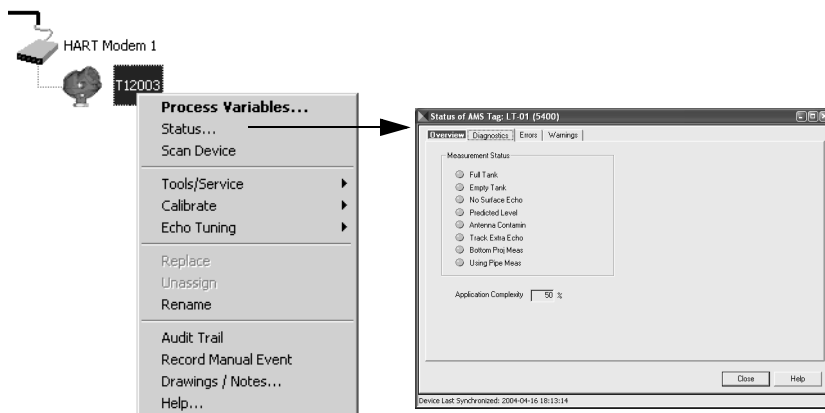 HART Modem 1
T12003
Process Variables...
Status...
Scan Device
Tools/Service
Calibrate
Echo Tuning
Replace
Unassign
Rename
Audit Trail
Record Manual Event
Drawings / Notes...
Help...
Status of AMS Tag: LT-01 (5400)
Overview Diagnostics Errors Warnings
Measurement Status
Full Tank
Empty Tank
No Surface Echo
Predicted Level
Antenna Contamin
Track Extra Echo
Bottom Proj Meas
Using Pipe Meas
Application Complexity 50 %
Close Help
Device Last Synchronized: 2004-04-16 18:13:14